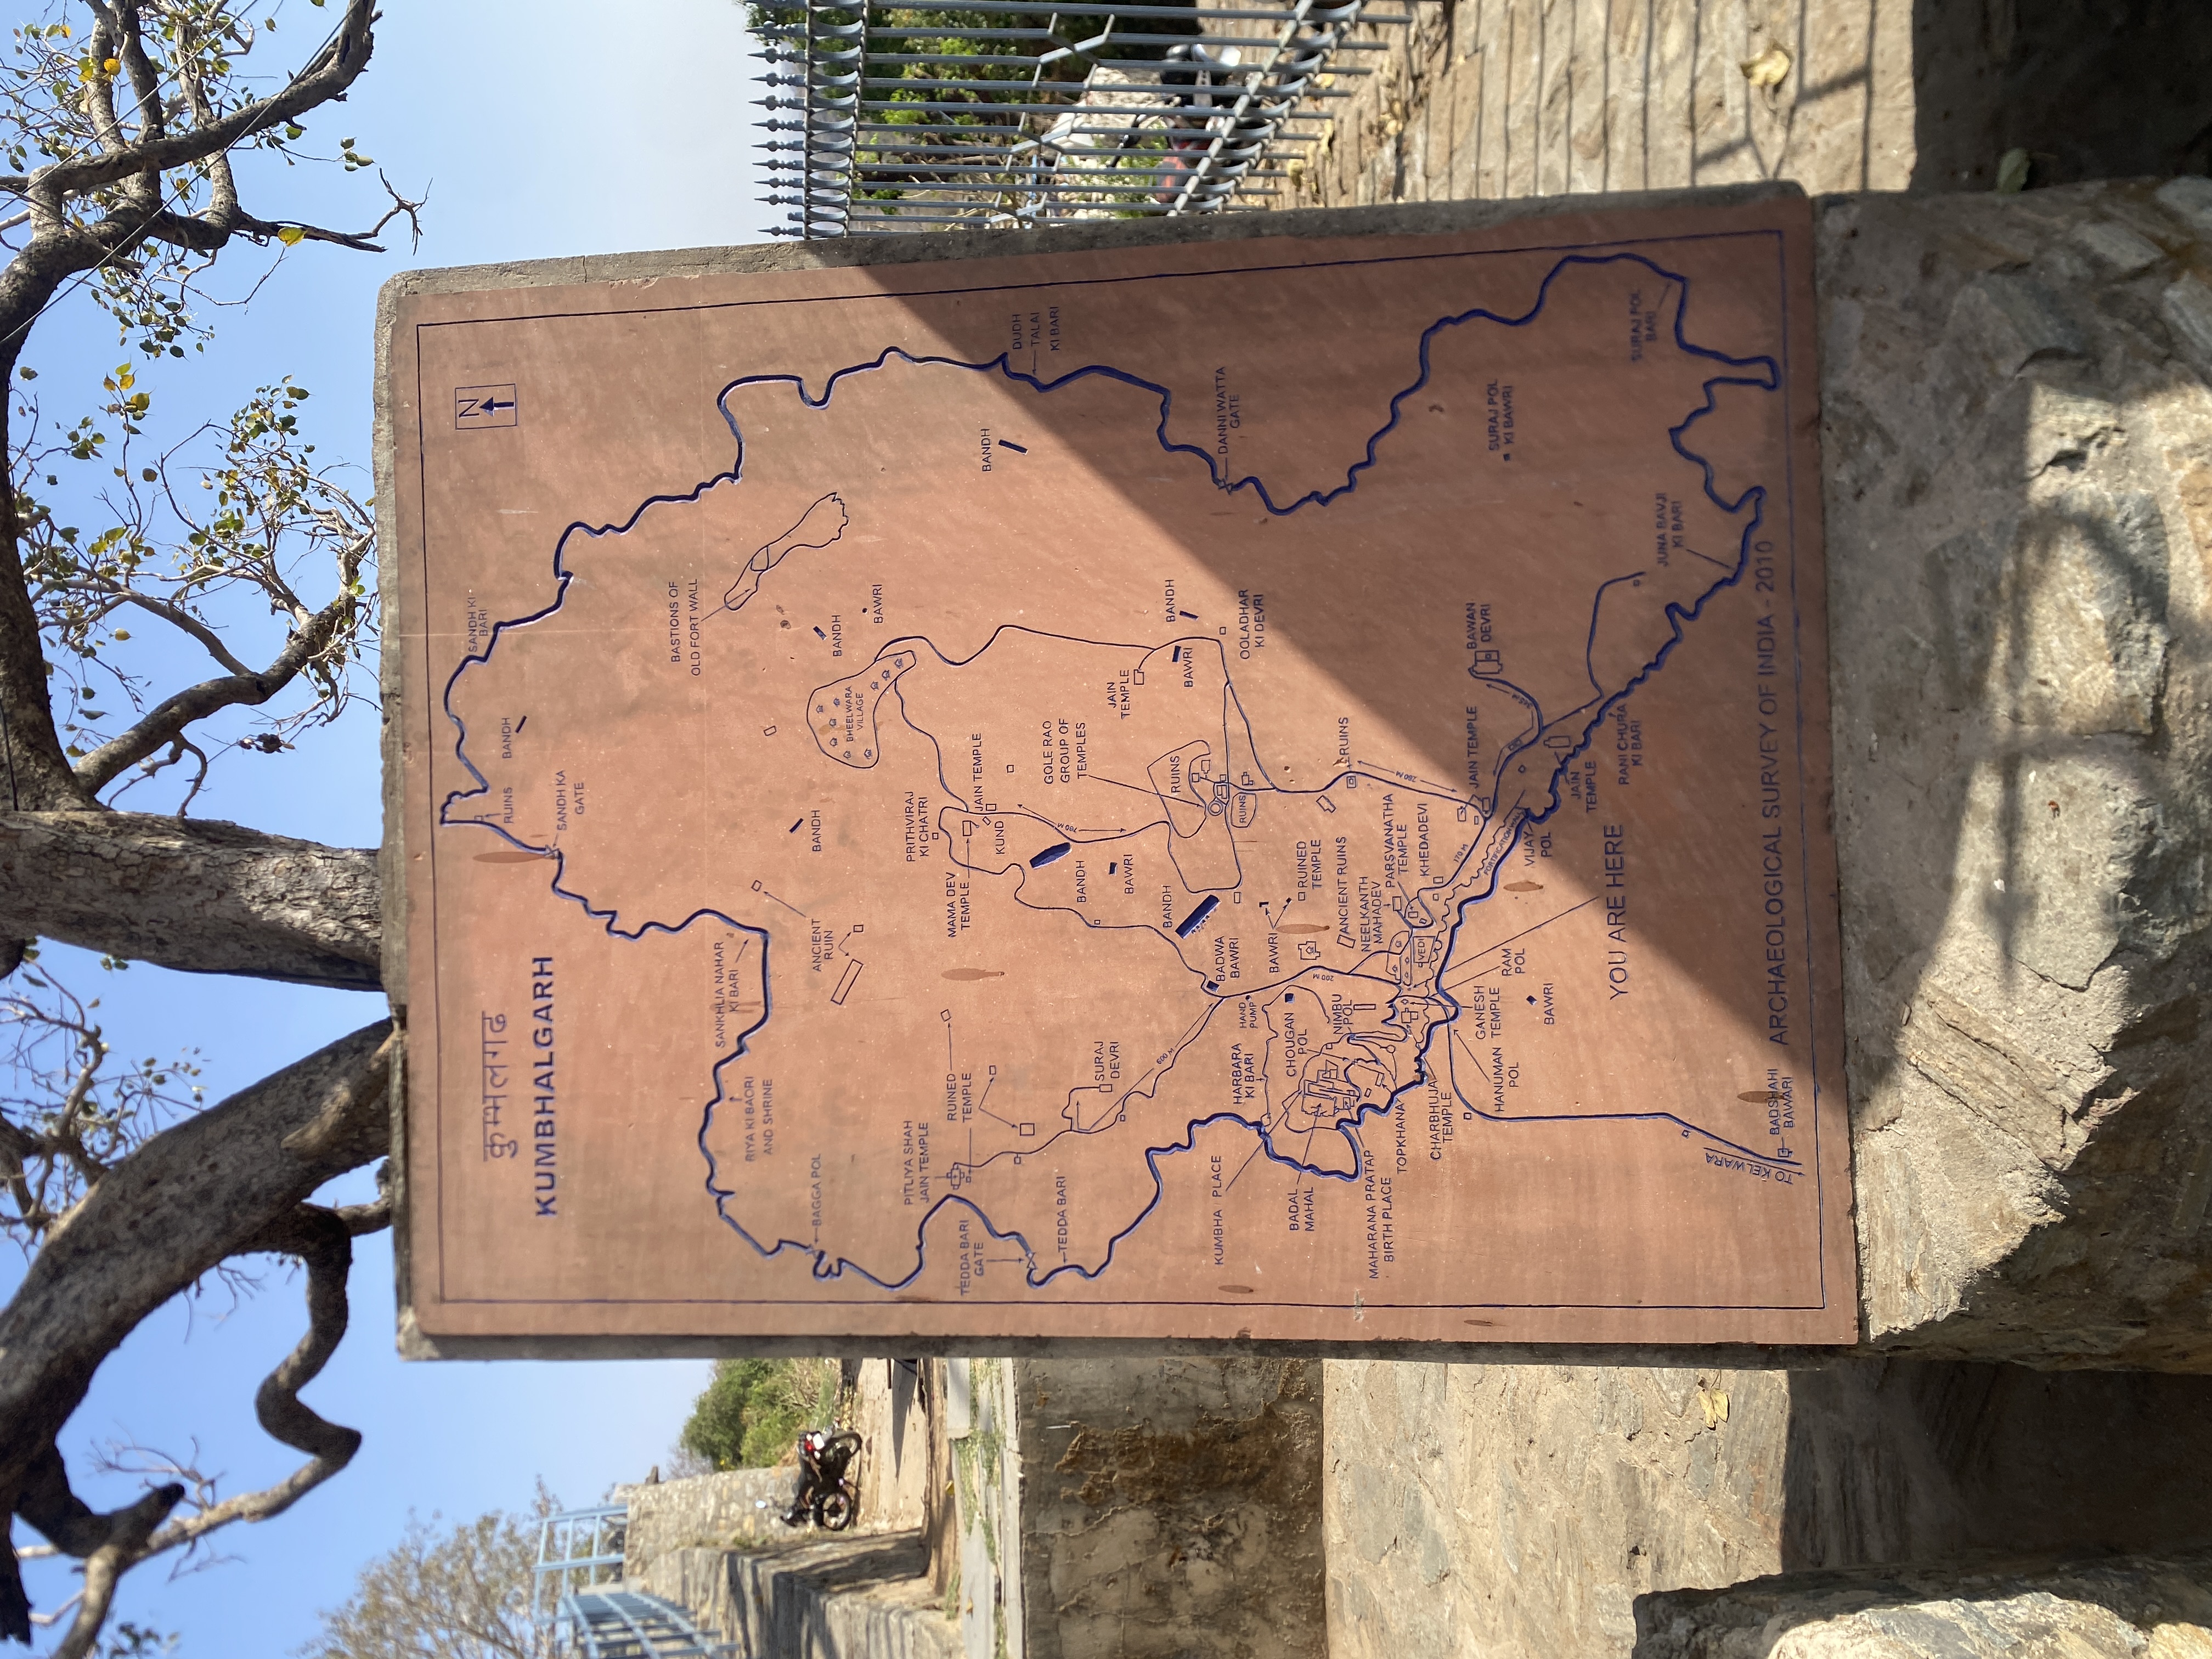 कुम्भलगढ
KUMBHALGARH
N
SANDH KI
BARI
RUINS
BANDH
SANDH KA
GATE
BASTIONS OF
OLD FORT WALL
SANKHLIA NAHAR
KI BARI
RIYA KI BAORI
AND SHRINE
BAGGA POL
ANCIENT
RUIN
BANDH
BANDH
BHEELWARA
VILLAGE
BAWRI
PITLIYA SHAH
JAIN TEMPLE
PRITHVIRAJ
KI CHATRI
RUINED
TEMPLE
MAMA DEV
TEMPLE
TEDDA BARI
GATE
JAIN TEMPLE
KUND
BANDH
DUDH
TALAI
KI BARI
TEDDA BARI
GOLE RAO
GROUP OF
TEMPLES
700 M
BANDH
SURAJ
DEVRI
BAWRI
JAIN
TEMPLE
600 M
BANDH
RUINS
BAWRI
BANDH
KUMBHA PLACE
BADWA
BAWRI
DANNI WATTA
GATE
HARBARA
KI BARI
HAND
PUMP
RUINS
OOLADHAR
KI DEVRI
BAWRI
BADAL
MAHAL
CHOUGAN
POL
RUINED
TEMPLE
200 M
NIMBU
POL
ANCIENT RUINS
RUINS
MAHARANA PRATAP
BIRTH PLACE
NEELKANTH
MAHADEV
TOPKHANA
PARSVANATHA
TEMPLE
VEDI
KHEDADEVI
CHARBHUJA
TEMPLE
170 M
JAIN TEMPLE
BAWAN
DEVRI
GANESH
TEMPLE
HANUMAN
POL
RAM
POL
FORTIFICATION WALL
SURAJ POL
KI BAWRI
VIJAY
POL
BAWRI
JAIN
TEMPLE
YOU ARE HERE
RANI CHURA
KI BARI
SURAJ POL
BARI
JUNA BAVJI
KI BARI
TO KELWARA
BADSHAHI
BAWARI
ARCHAEOLOGICAL SURVEY OF INDIA - 2010